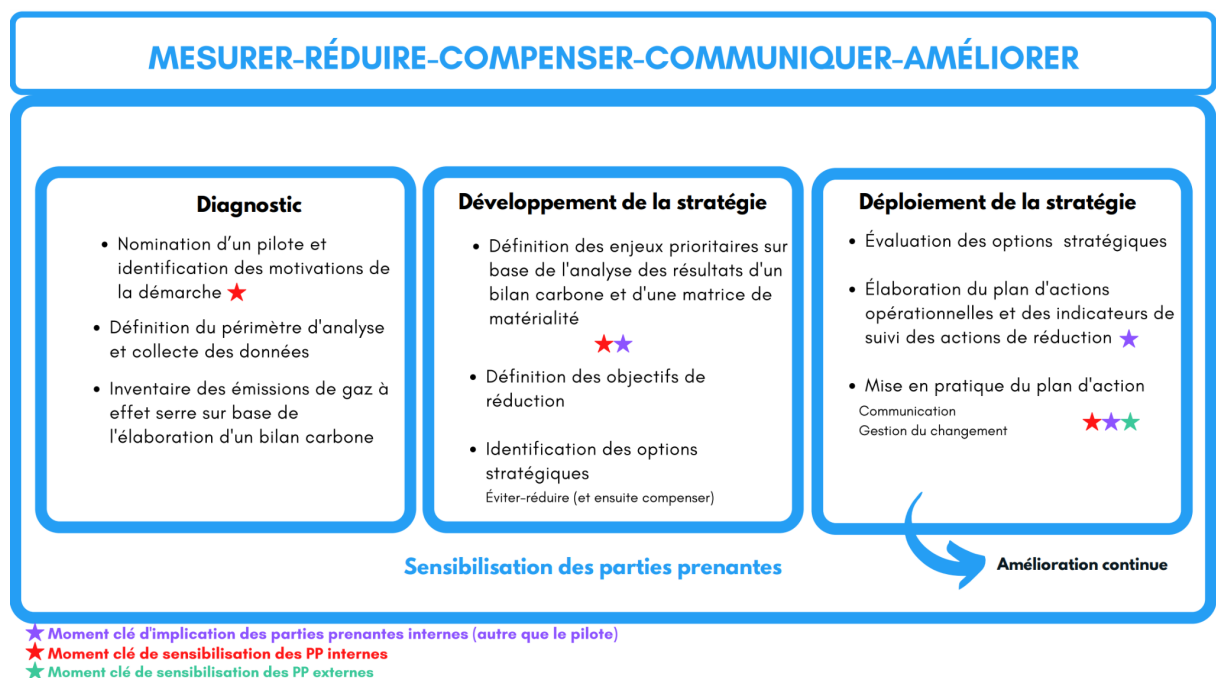 MESURER-RÉDUIRE-COMPENSER-COMMUNIQUER-AMÉLIORER
Diagnostic
• Nomination d'un pilote et
identification des motivations de
la démarche
• Définition du périmètre d'analyse
et collecte des données
• Inventaire des émissions de gaz à
effet serre sur base de
l'élaboration d'un bilan carbone
Développement de la stratégie
• Définition des enjeux prioritaires sur
base de l'analyse des résultats d'un
bilan carbone et d'une matrice de
matérialité
• Définition des objectifs de
réduction
• Identification des options
stratégiques
Éviter-réduire (et ensuite compenser)
Déploiement de la stratégie
• Évaluation des options stratégiques
• Élaboration du plan d'actions
opérationnelles et des indicateurs de
suivi des actions de réduction
• Mise en pratique du plan d'action
Communication
Gestion du changement
Sensibilisation des parties prenantes
Amélioration continue
Moment clé d'implication des parties prenantes internes (autre que le pilote)
Moment clé de sensibilisation des PP internes
Moment clé de sensibilisation des PP externes